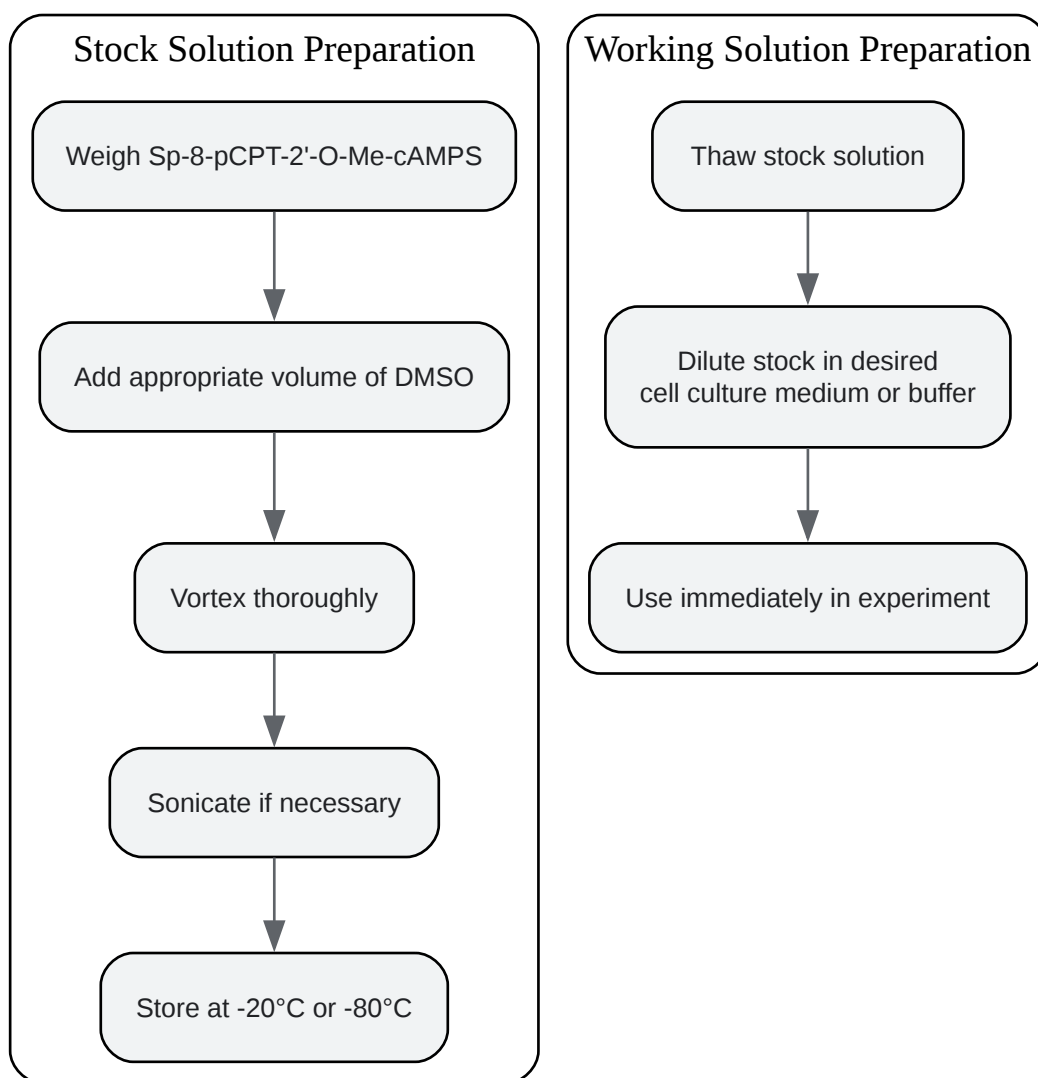 Stock Solution Preparation
Weigh Sp-8-pCPT-2'-O-Me-cAMPS
Add appropriate volume of DMSO
Vortex thoroughly
Sonicate if necessary
Store at -20°C or -80°C
Working Solution Preparation
Thaw stock solution
Dilute stock in desired
cell culture medium or buffer
Use immediately in experiment